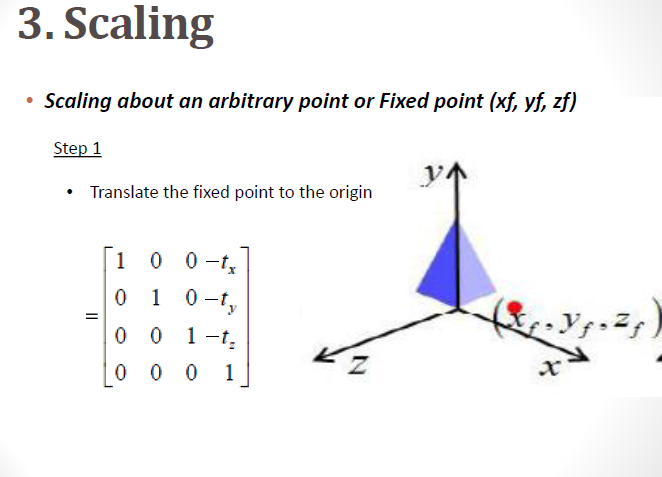 3. Scaling
• Scaling about an arbitrary point or Fixed point (xf, yf, zf)
Step 1
• Translate the fixed point to the origin
=
1 0 0 −tx
0 1 0 −ty
0 0 1 −tz
0 0 0 1
y
(xf, yf, zf)
z
x